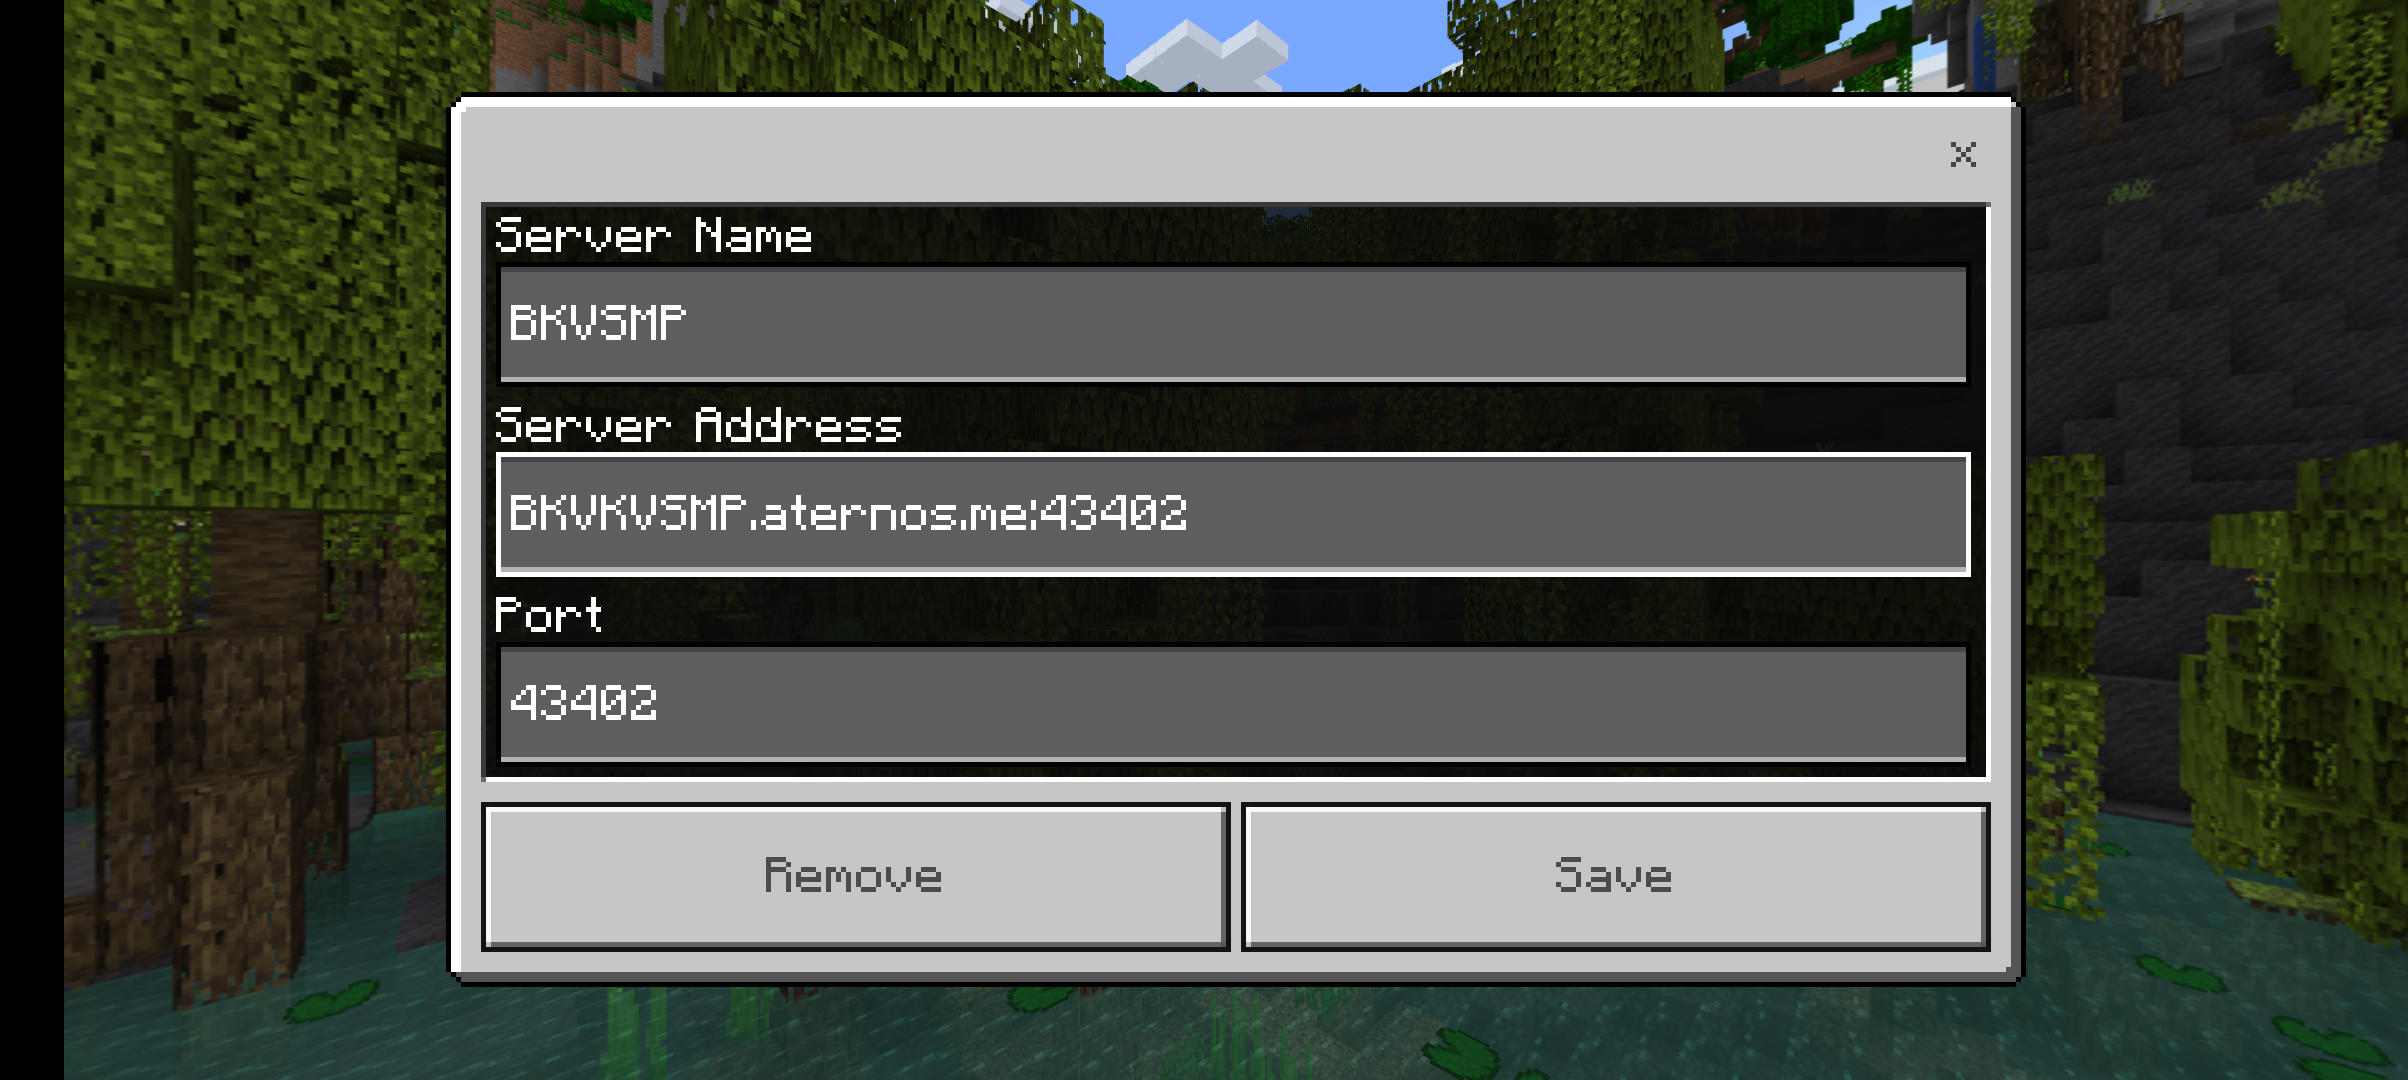 Server Name
BKVSMP
Server Address
BKVKVSMP.aternos.me:43402
Port
43402
Remove
Save